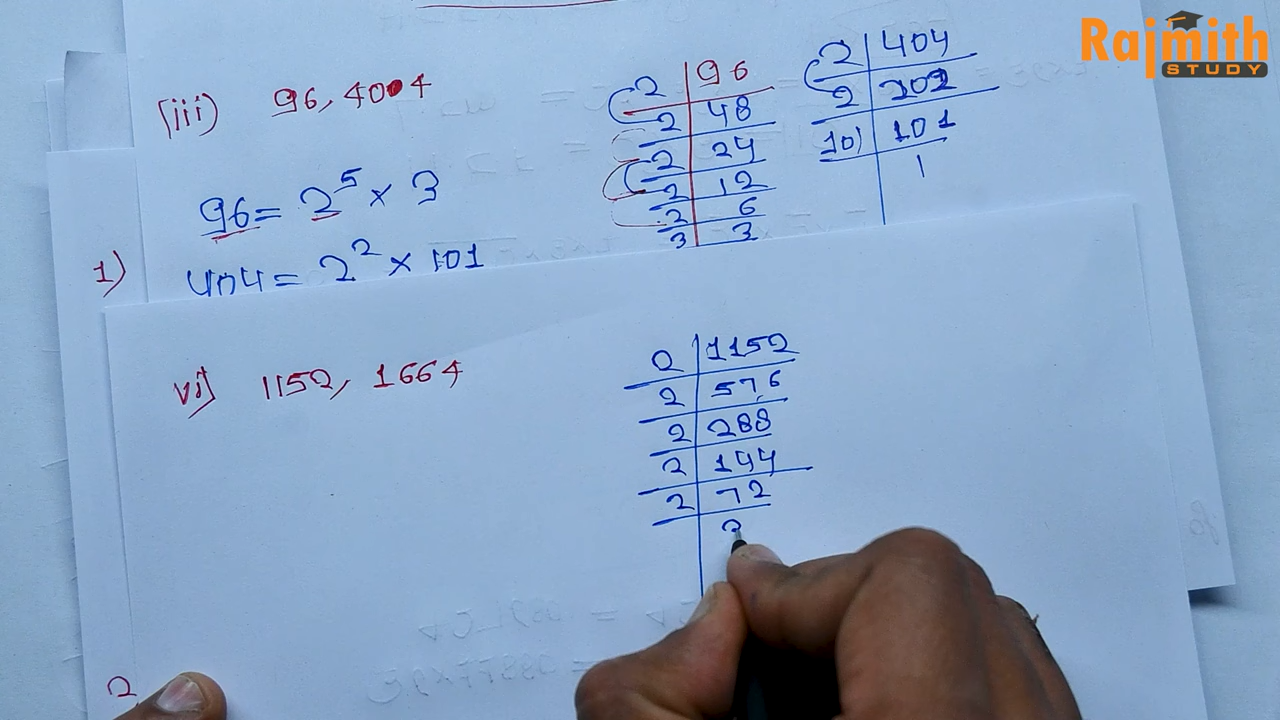 Rajmith
STUDY
(iii) 96, 404
96 = 2^5 × 3
1) 404 = 2^2 × 101
2 | 96
2 | 48
2 | 24
2 | 12
2 | 6
3 | 3
2 | 404
2 | 202
101 | 101
1
vi) 1152, 1664
2 | 1152
2 | 576
2 | 288
2 | 144
2 | 72
2